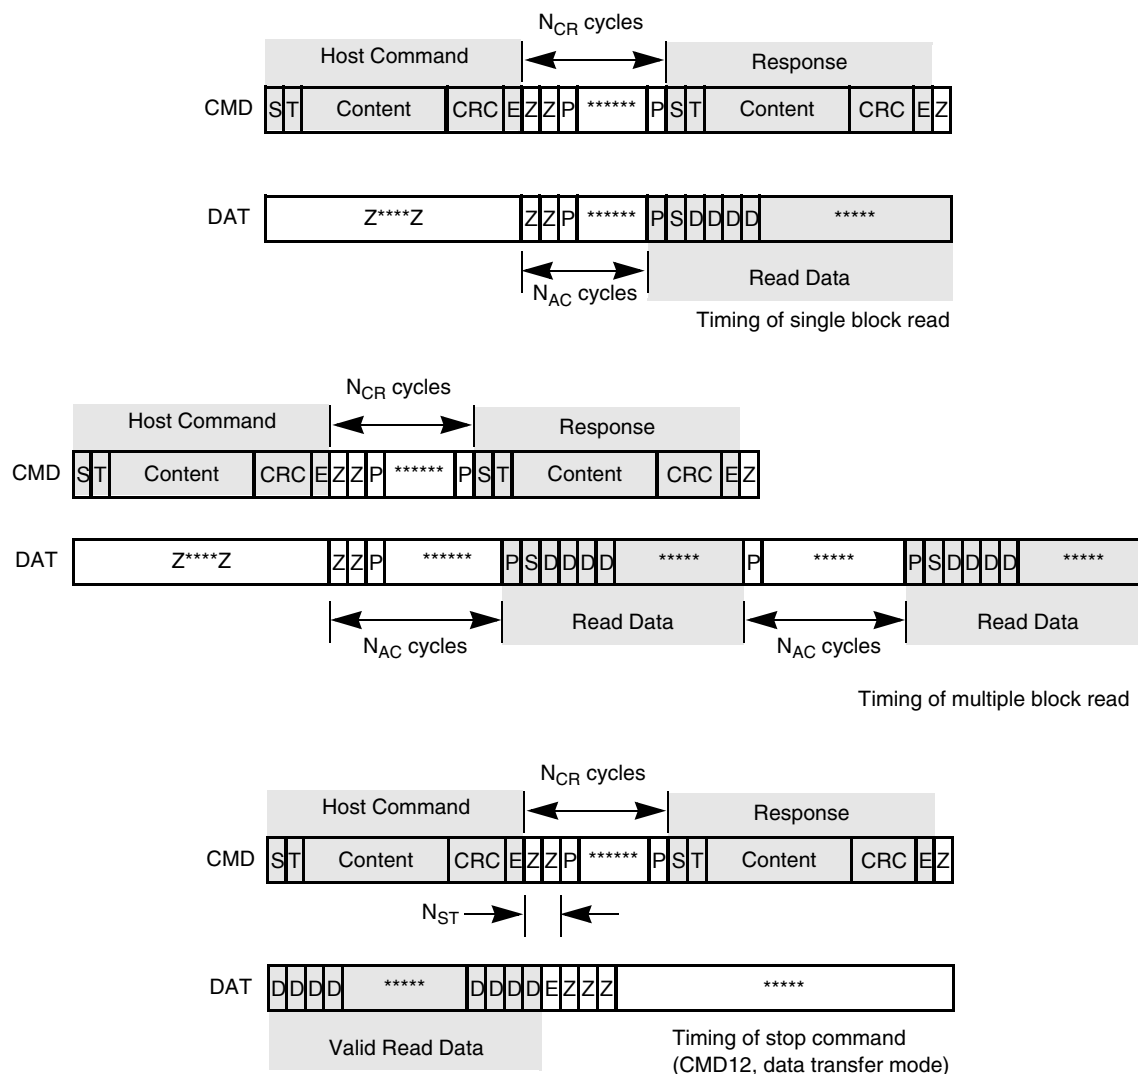 N_CR cycles
Host Command Response
CMD S T Content CRC E Z Z P ****** P S T Content CRC E Z
DAT Z****Z Z Z P ****** P S D D D D *****
N_AC cycles Read Data
Timing of single block read
N_CR cycles
Host Command Response
CMD S T Content CRC E Z Z P ****** P S T Content CRC E Z
DAT Z****Z Z Z P ****** P S D D D D ***** P ***** P S D D D D *****
N_AC cycles Read Data N_AC cycles Read Data
Timing of multiple block read
N_CR cycles
Host Command Response
CMD S T Content CRC E Z Z P ****** P S T Content CRC E Z
N_ST
DAT D D D D ***** D D D D E Z Z Z *****
Valid Read Data
Timing of stop command
(CMD12, data transfer mode)